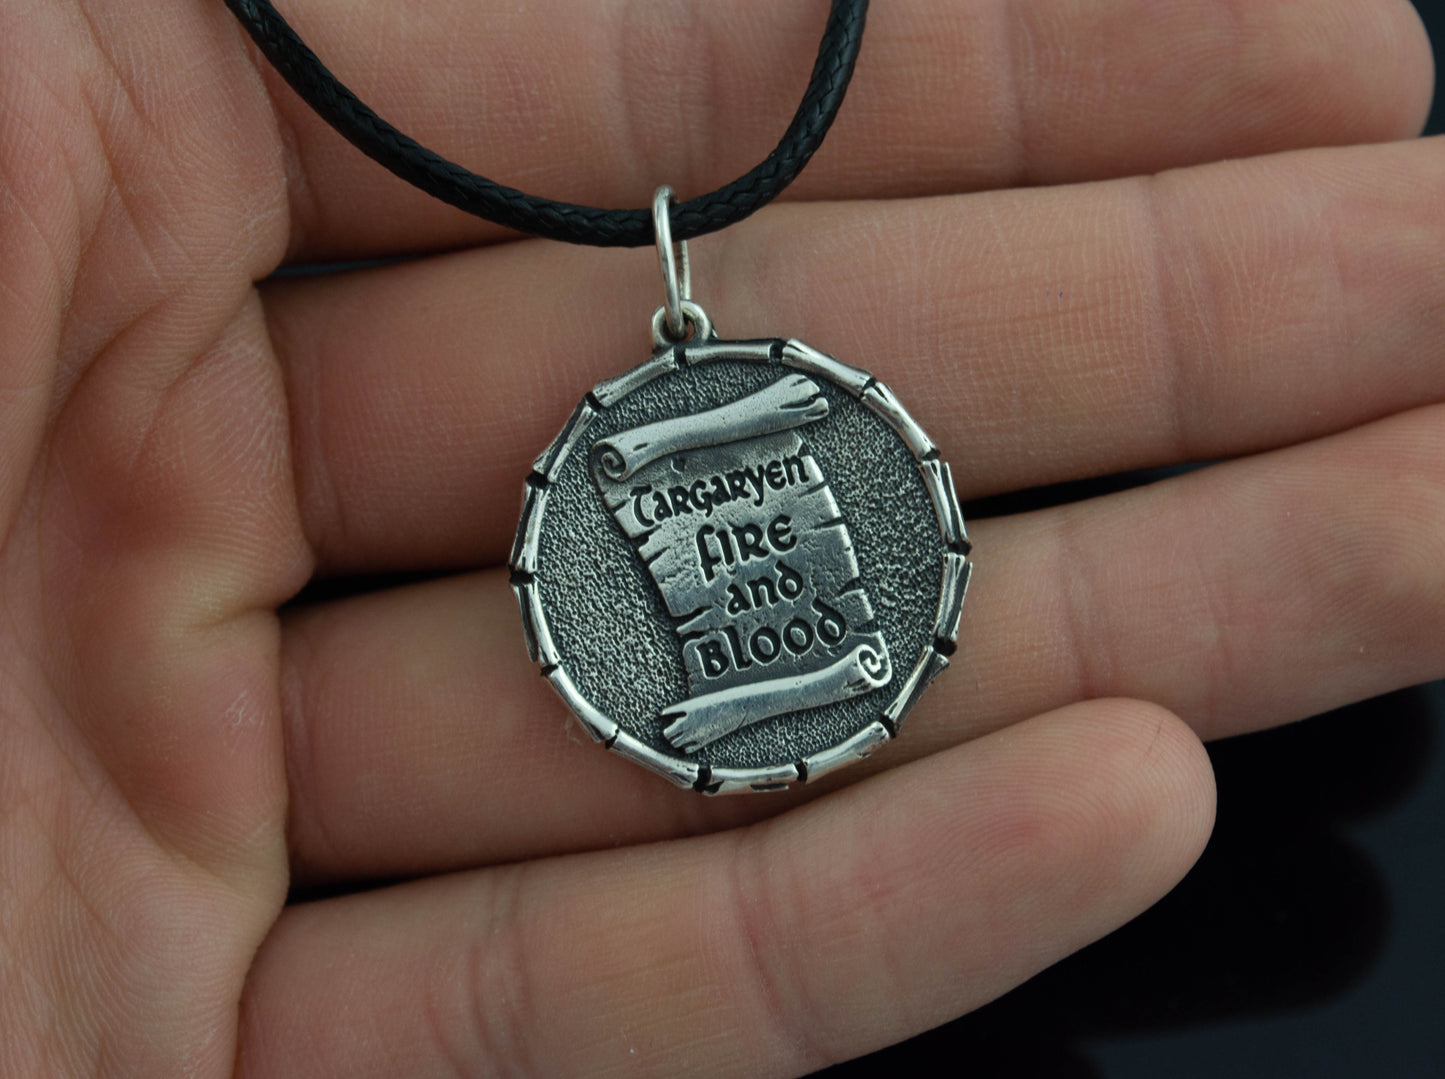 Targaryen
fire
and
Blood